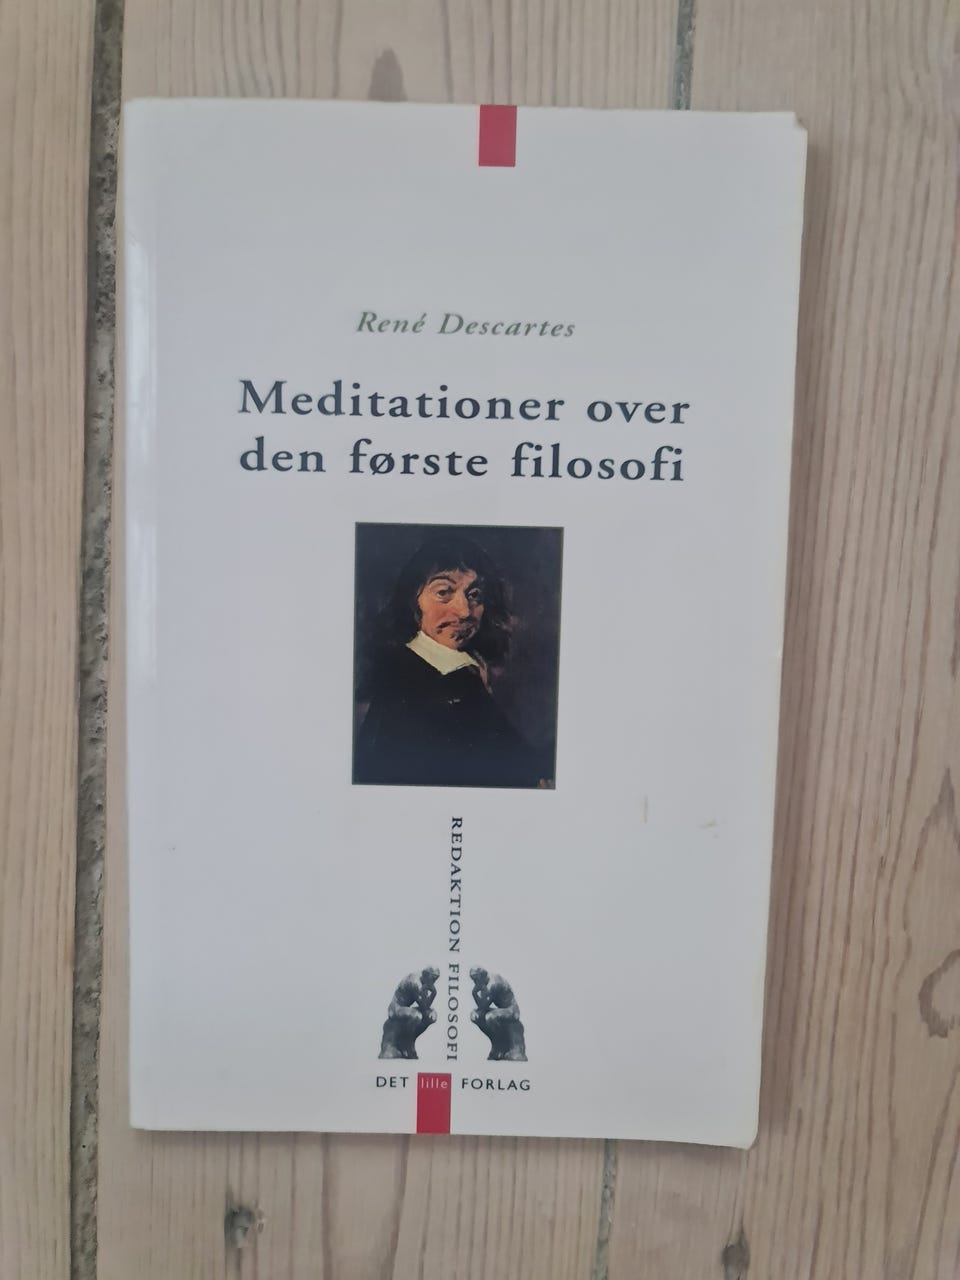 René Descartes
Meditationer over
den første filosofi
REDAKTION FILOSOFI
DET lille FORLAG